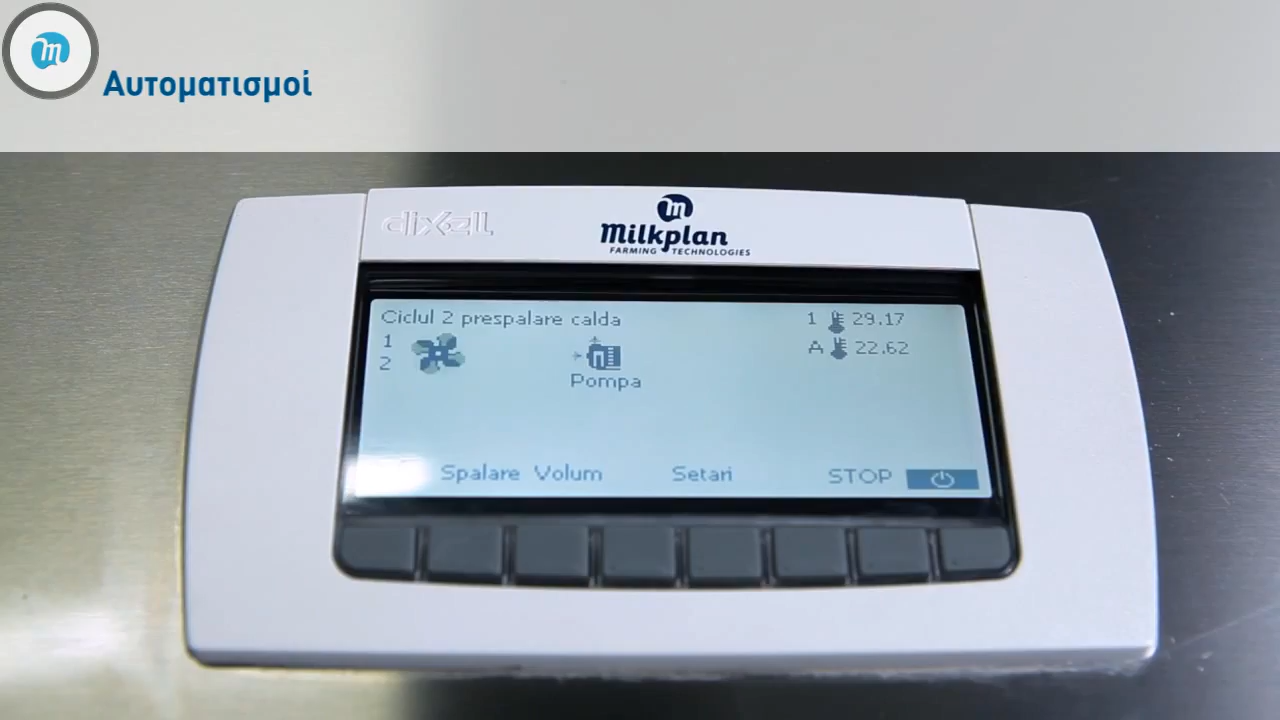 m
Αυτοματισμοί
dixell
m
Milkplan
FARMING TECHNOLOGIES
Ciclul 2 prespalare calda
1 29.17
1
2
A 22.62
Pompa
Spalare Volum Setari STOP